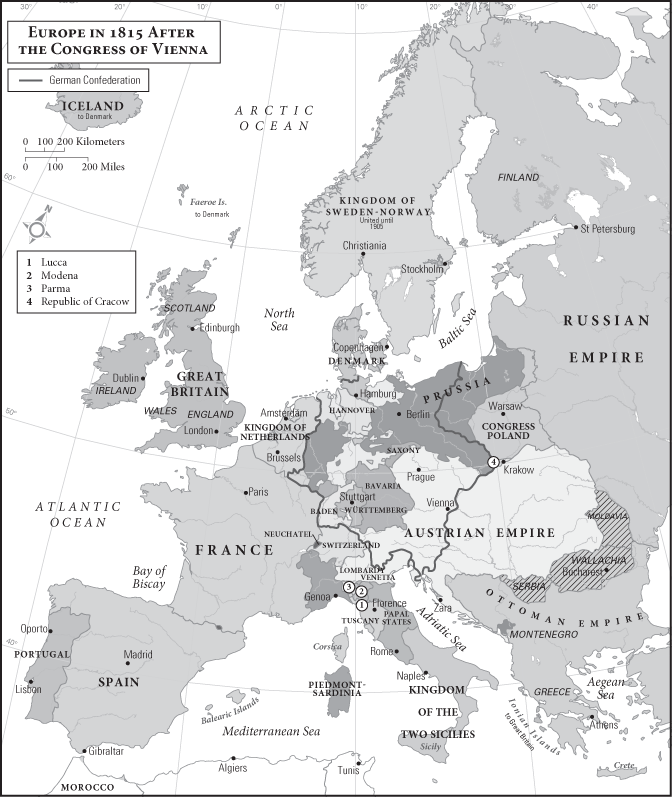 EUROPE IN 1815 AFTER
THE CONGRESS OF VIENNA
German Confederation
ICELAND
to Denmark
0 100 200 Kilometers
0 100 200 Miles
ARCTIC
OCEAN
30°
20°
10°
0°
10°
20°
30°
40°
60°
Faeroe Is.
to Denmark
1 Lucca
2 Modena
3 Parma
4 Republic of Cracow
KINGDOM OF
SWEDEN-NORWAY
United until
1905
Christiania
Stockholm
FINLAND
St Petersburg
RUSSIAN
EMPIRE
North
Sea
Baltic Sea
SCOTLAND
Edinburgh
Dublin
IRELAND
GREAT
BRITAIN
WALES
ENGLAND
London
50°
Copenhagen
DENMARK
Hamburg
HANNOVER
Amsterdam
KINGDOM OF
NETHERLANDS
Brussels
PRUSSIA
Berlin
Warsaw
CONGRESS
POLAND
SAXONY
4
Krakow
Prague
BAVARIA
Stuttgart
BADEN
WÜRTTEMBERG
Vienna
AUSTRIAN EMPIRE
MOLDAVIA
WALLACHIA
Bucharest
SERBIA
OTTOMAN EMPIRE
MONTENEGRO
Paris
ATLANTIC
OCEAN
FRANCE
NEUCHATEL
SWITZERLAND
LOMBARDY
VENETIA
Bay of
Biscay
Genoa
3
2
1
Florence
TUSCANY
PAPAL
STATES
Zara
Adriatic Sea
Corsica
Rome
Naples
PIEDMONT-
SARDINIA
KINGDOM
OF THE
TWO SICILIES
Sicily
40°
Oporto
PORTUGAL
Lisbon
Madrid
SPAIN
Balearic Islands
Mediterranean Sea
Gibraltar
MOROCCO
Algiers
Tunis
Ionian Islands
to Great Britain
GREECE
Aegean
Sea
Athens
Crete